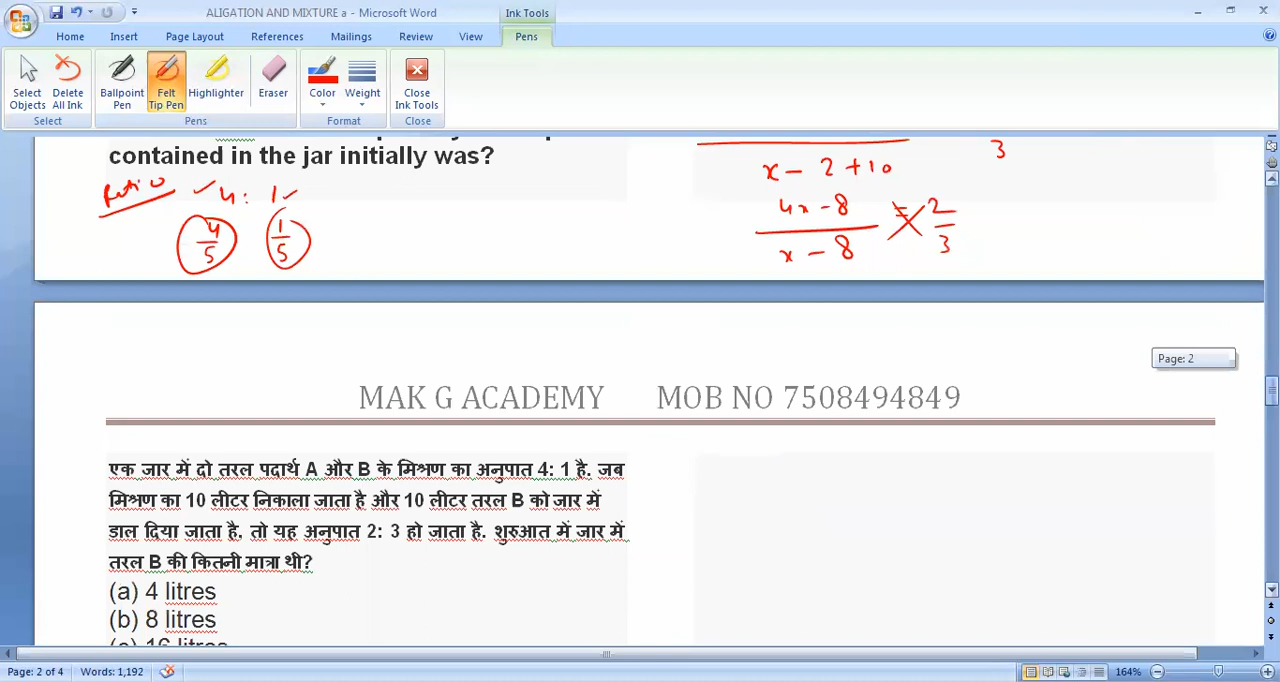 ALIGATION AND MIXTURE a - Microsoft Word
Ink Tools
Home Insert Page Layout References Mailings Review View Pens
Select Objects
Delete All Ink
Ballpoint Pen
Felt Tip Pen
Highlighter
Eraser
Color
Weight
Close Ink Tools
Select Pens Format Close
contained in the jar initially was?
Ratio 4 : 1
4/5 1/5
3
x - 2 + 10
4x - 8 / x - 8 = 2/3
Page: 2
MAK G ACADEMY MOB NO 7508494849
एक जार में दो तरल पदार्थ A और B के मिश्रण का अनुपात 4: 1 है. जब
मिश्रण का 10 लीटर निकाला जाता है और 10 लीटर तरल B को जार में
डाल दिया जाता है. तो यह अनुपात 2: 3 हो जाता है. शुरुआत में जार में
तरल B की कितनी मात्रा थी?
(a) 4 litres
(b) 8 litres
(c) 16 litres
Page: 2 of 4 Words: 1,192 164%